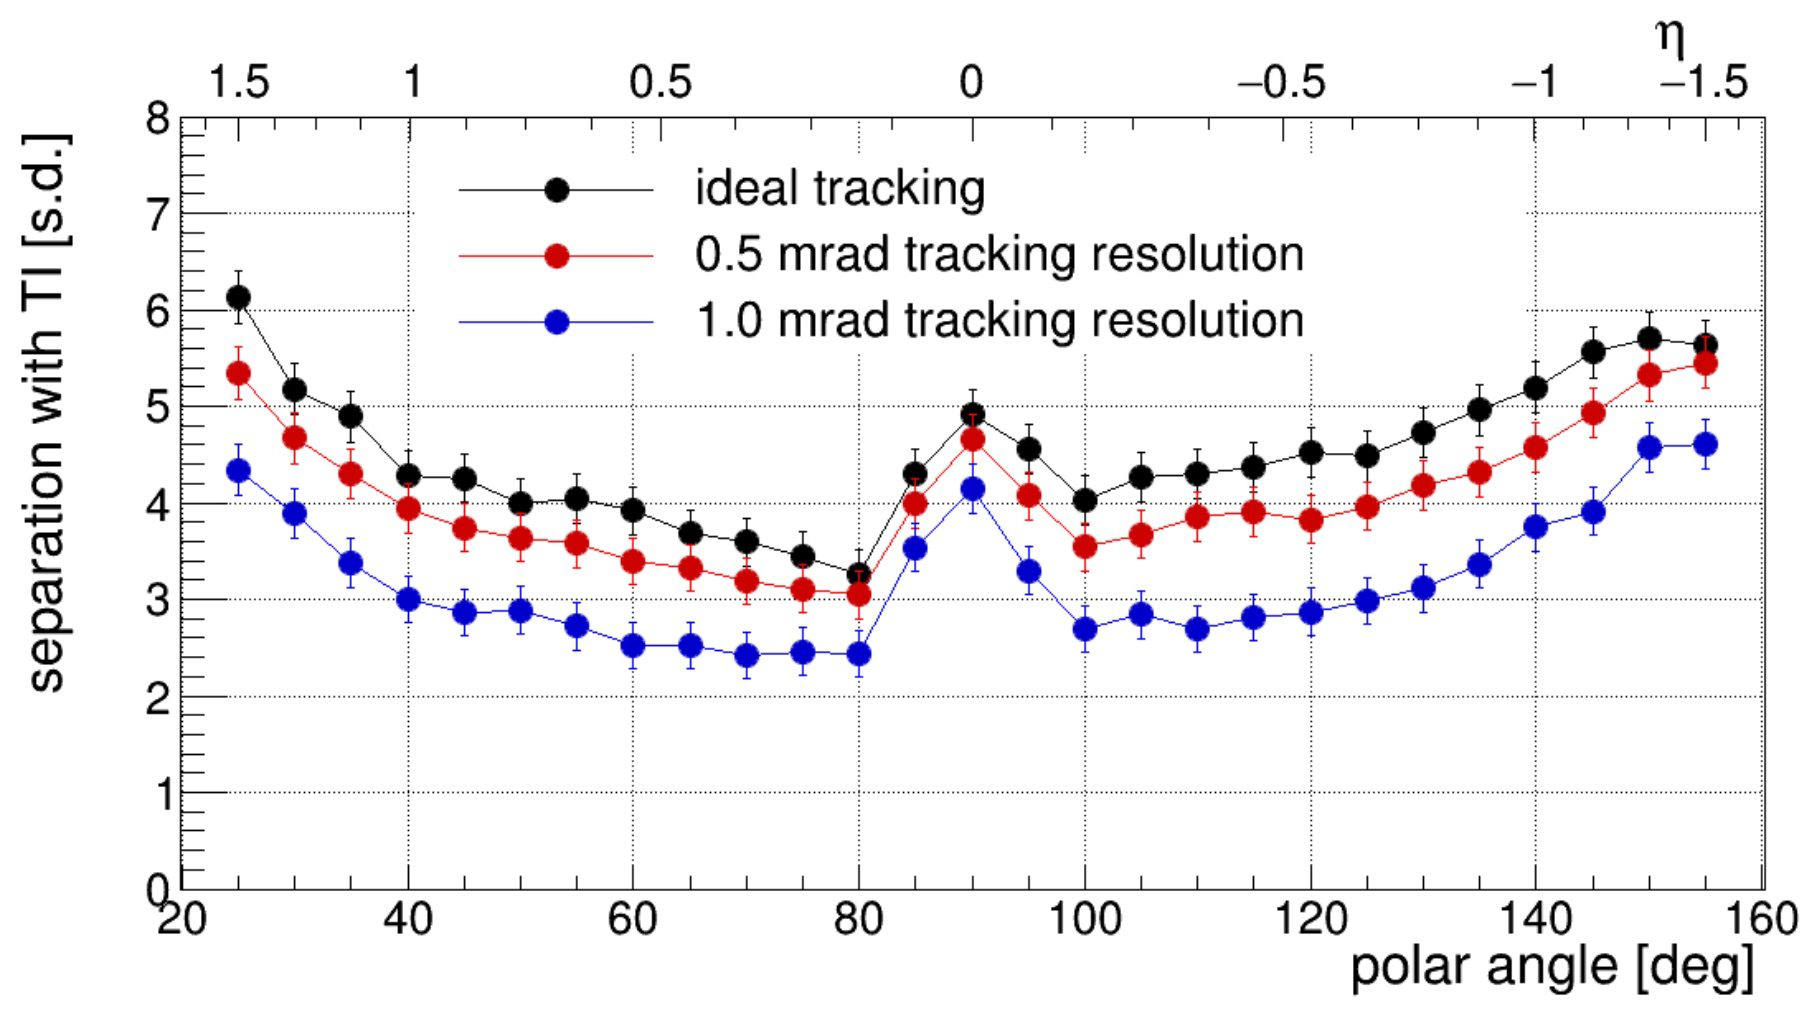 η
1.5 1 0.5 0 −0.5 −1 −1.5
separation with TI [s.d.]
8
7
6
5
4
3
2
1
0
ideal tracking
0.5 mrad tracking resolution
1.0 mrad tracking resolution
20 40 60 80 100 120 140 160
polar angle [deg]